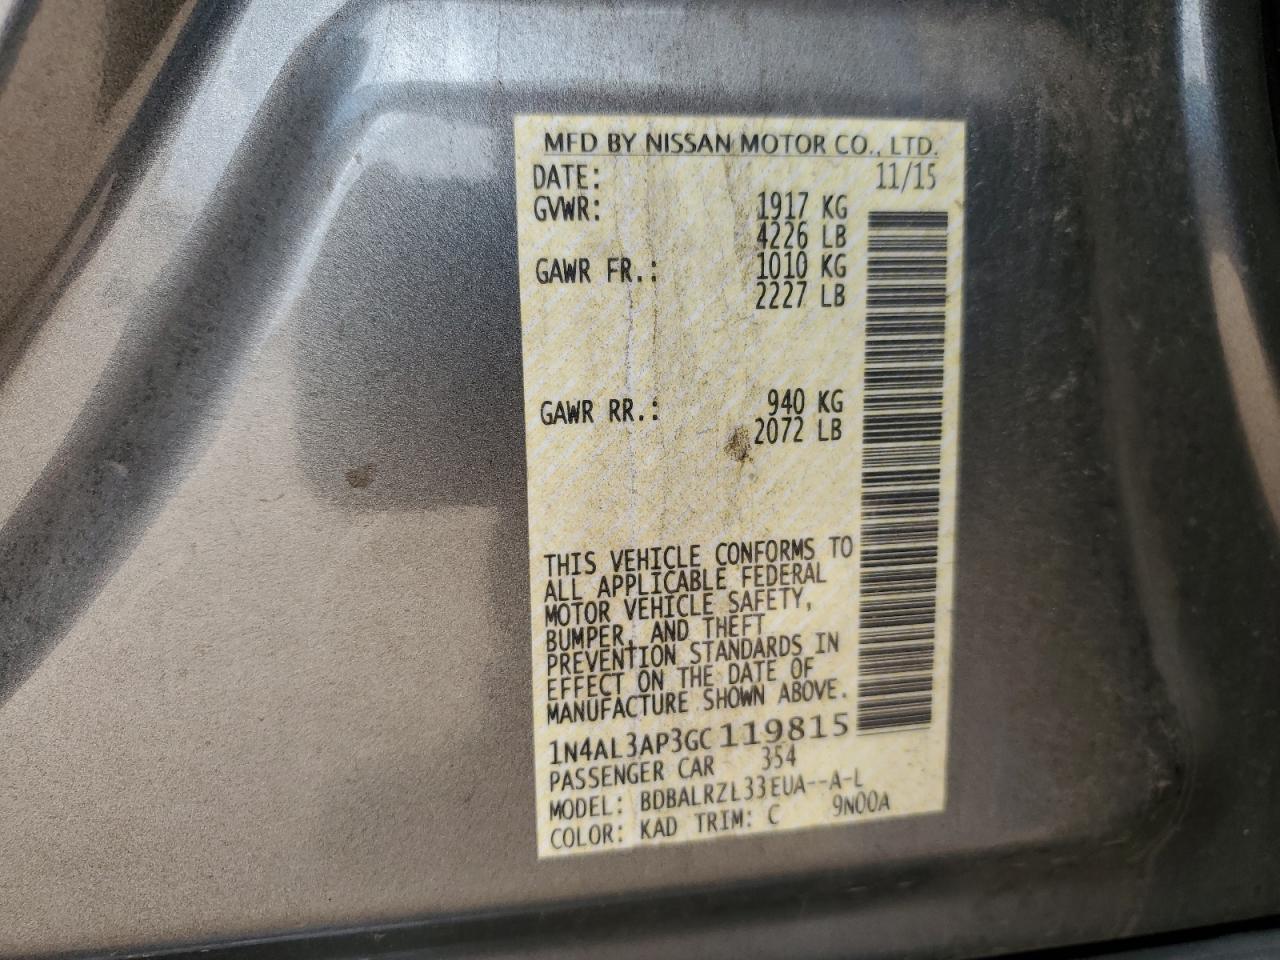 MFD BY NISSAN MOTOR CO., LTD.
DATE: 11/15
GVWR: 1917 KG
4226 LB
GAWR FR.: 1010 KG
2227 LB
GAWR RR.: 940 KG
2072 LB
THIS VEHICLE CONFORMS TO
ALL APPLICABLE FEDERAL
MOTOR VEHICLE SAFETY,
BUMPER, AND THEFT
PREVENTION STANDARDS IN
EFFECT ON THE DATE OF
MANUFACTURE SHOWN ABOVE.
1N4AL3AP3GC119815
PASSENGER CAR 354
MODEL: BDBALRZL33EUA--A-L
COLOR: KAD TRIM: C 9N00A